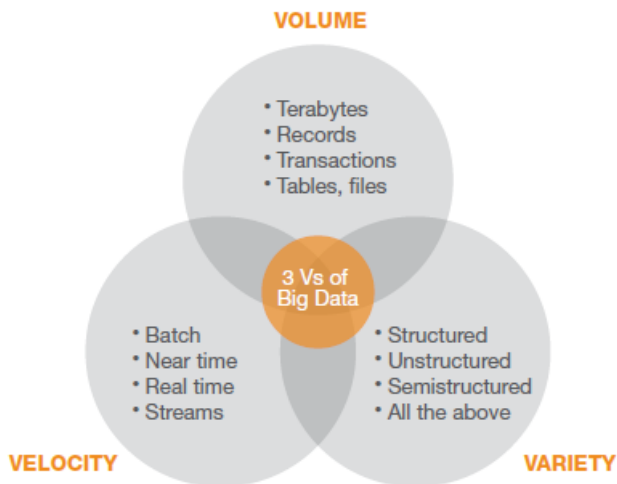 VOLUME
• Terabytes
• Records
• Transactions
• Tables, files
3 Vs of
Big Data
• Batch
• Near time
• Real time
• Streams
• Structured
• Unstructured
• Semistructured
• All the above
VELOCITY
VARIETY